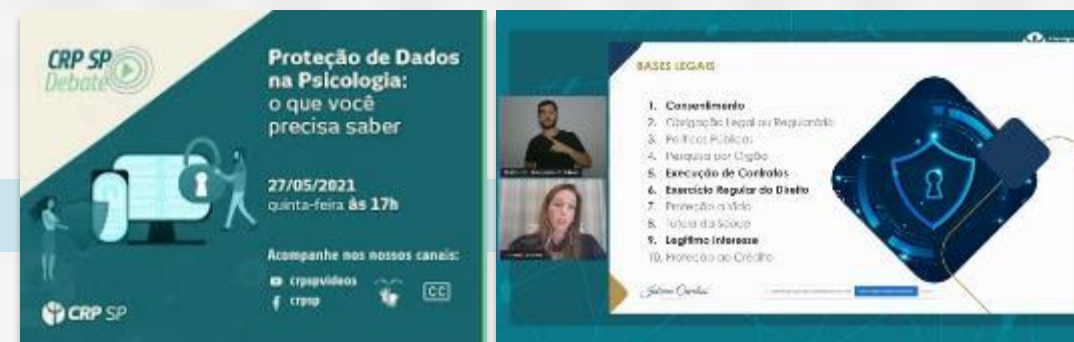 CRP SP
Debate
Proteção de Dados
na Psicologia:
o que você
precisa saber
27/05/2021
quinta-feira às 17h
Acompanhe nos nossos canais:
crpspvideos
crpsp
CC
CRP SP
BASES LEGAIS
1. Consentimento
2. Obrigação Legal ou Regulatória
3. Políticas Públicas
4. Pesquisa por Órgão
5. Execução de Contratos
6. Exercício Regular do Direito
7. Proteção a Vida
8. Tutela da Saúde
9. Legítimo Interesse
10. Proteção ao Crédito